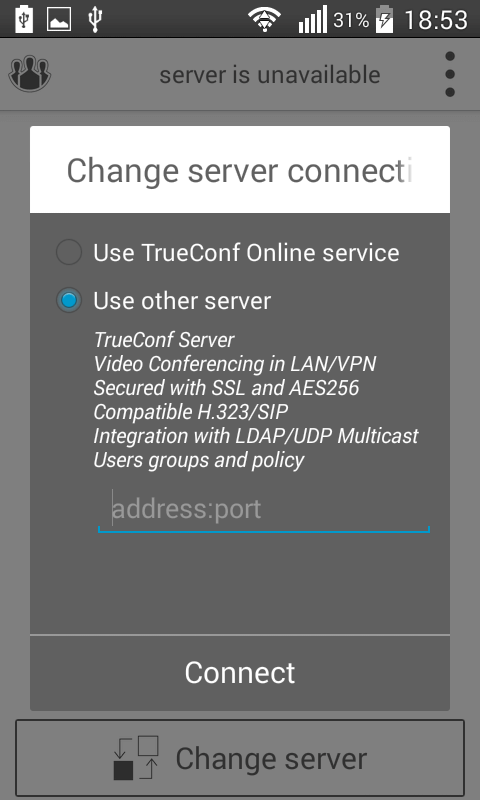 31% 18:53
server is unavailable
Change server connecti
Use TrueConf Online service
Use other server
TrueConf Server
Video Conferencing in LAN/VPN
Secured with SSL and AES256
Compatible H.323/SIP
Integration with LDAP/UDP Multicast
Users groups and policy
address:port
Connect
Change server